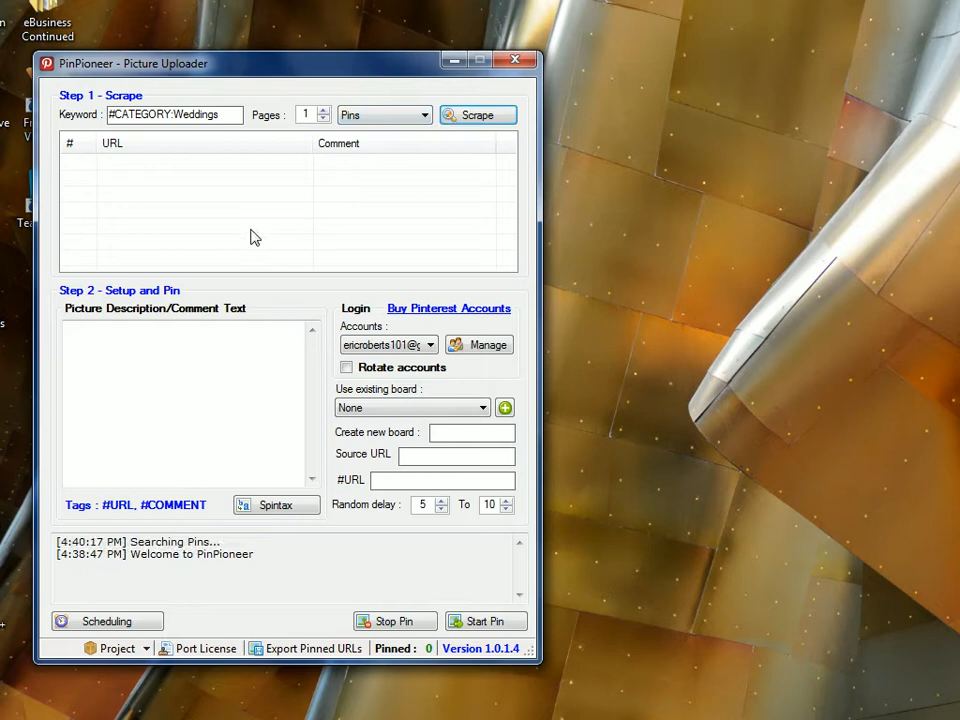 eBusiness
Continued
PinPioneer - Picture Uploader
Step 1 - Scrape
Keyword : #CATEGORY:Weddings Pages : 1 Pins Scrape
# URL Comment
Step 2 - Setup and Pin
Picture Description/Comment Text
Login Buy Pinterest Accounts
Accounts :
ericroberts101@g Manage
Rotate accounts
Use existing board :
None
Create new board :
Source URL
#URL
Tags : #URL, #COMMENT Spintax
Random delay : 5 To 10
[4:40:17 PM] Searching Pins...
[4:38:47 PM] Welcome to PinPioneer
Scheduling Stop Pin Start Pin
Project Port License Export Pinned URLs Pinned : 0 Version 1.0.1.4